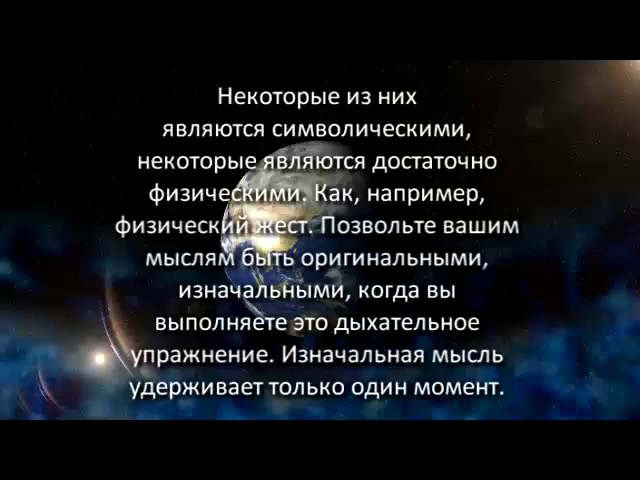 Некоторые из них
являются символическими,
некоторые являются достаточно
физическими. Как, например,
физический жест. Позвольте вашим
мыслям быть оригинальными,
изначальными, когда вы
выполняете это дыхательное
упражнение. Изначальная мысль
удерживает только один момент.